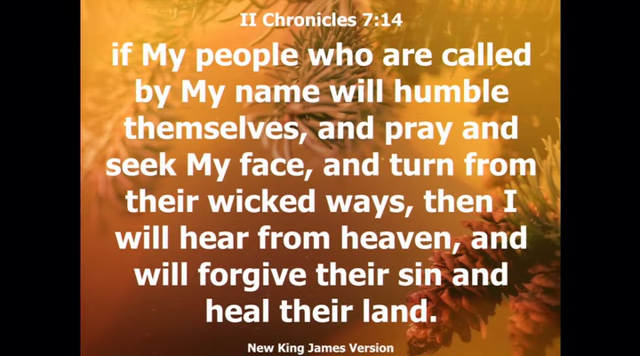 II Chronicles 7:14
if My people who are called
by My name will humble
themselves, and pray and
seek My face, and turn from
their wicked ways, then I
will hear from heaven, and
will forgive their sin and
heal their land.
New King James Version